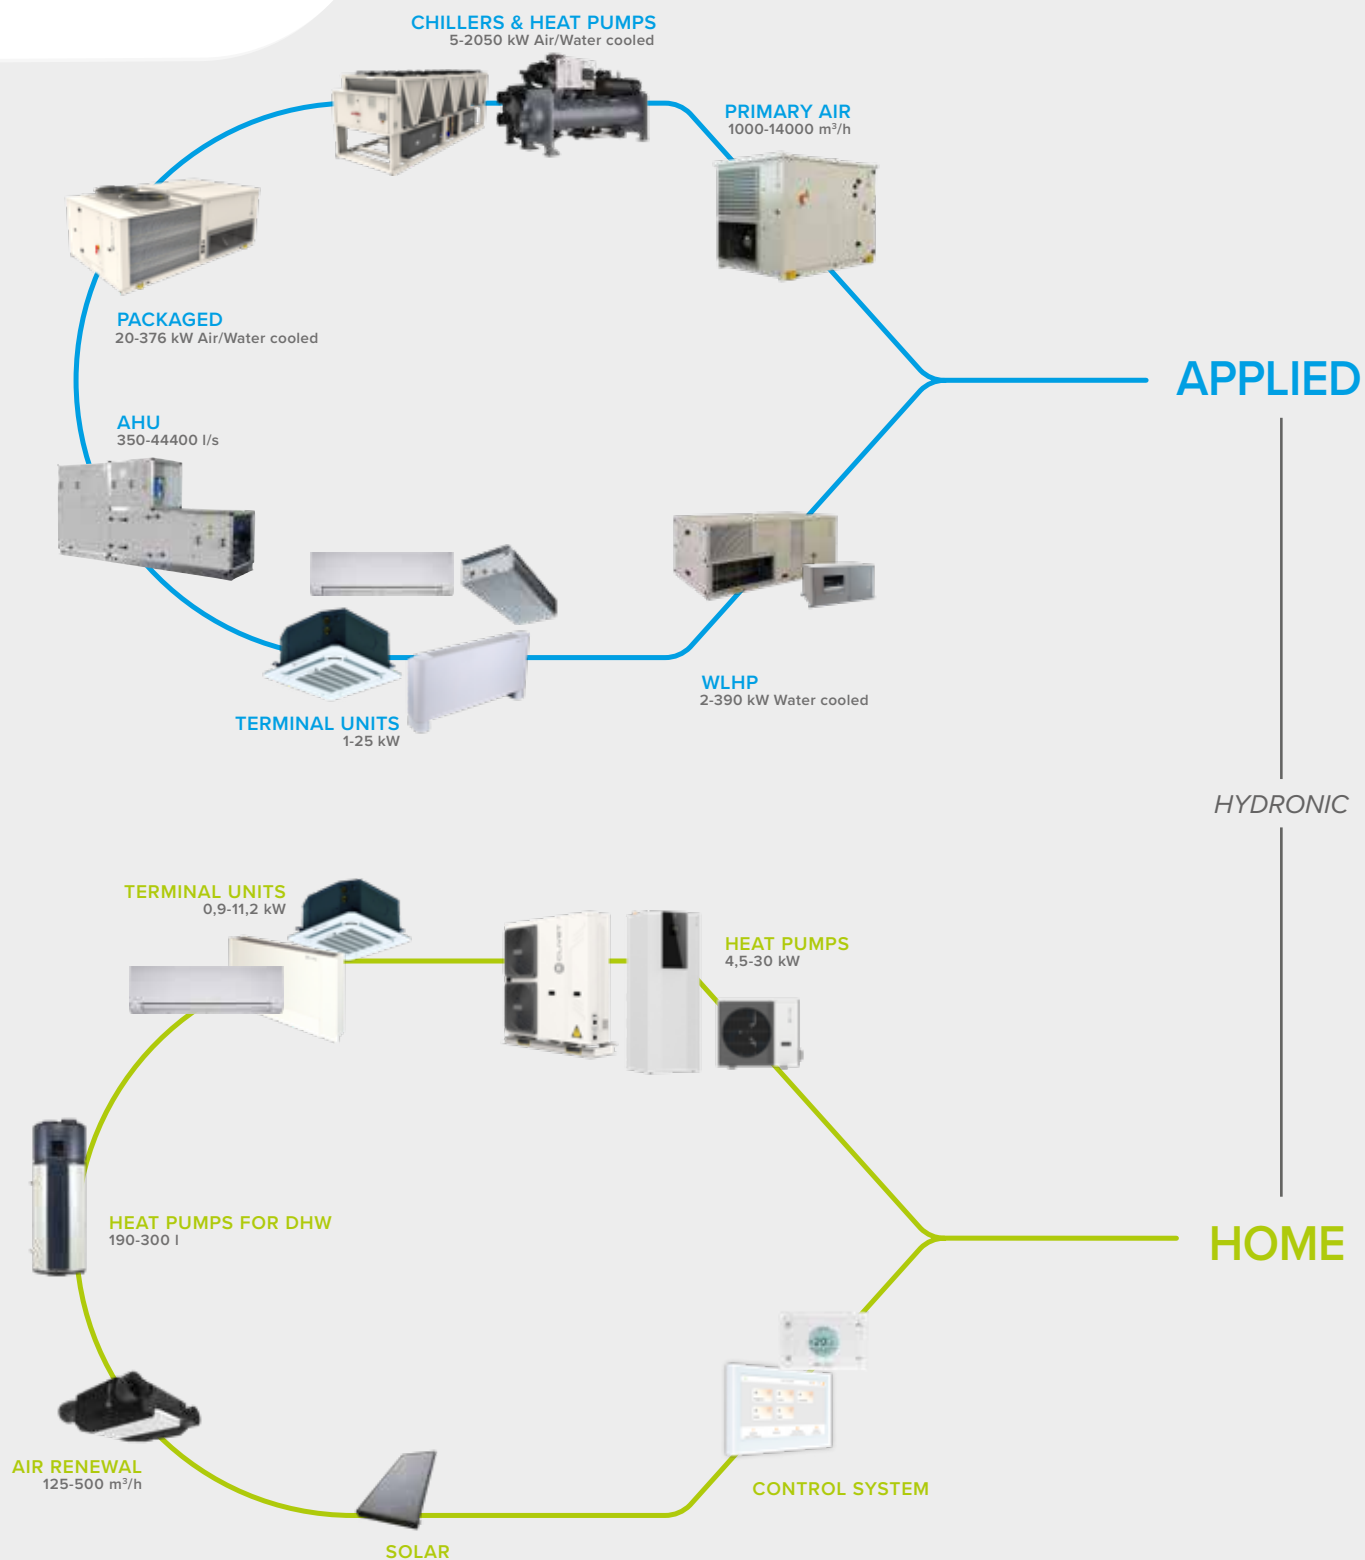 CHILLERS & HEAT PUMPS
5-2050 kW Air/Water cooled
PRIMARY AIR
1000-14000 m³/h
PACKAGED
20-376 kW Air/Water cooled
APPLIED
AHU
350-44400 l/s
WLHP
2-390 kW Water cooled
TERMINAL UNITS
1-25 kW
HYDRONIC
TERMINAL UNITS
0,9-11,2 kW
CLIVET
HEAT PUMPS
4,5-30 kW
HEAT PUMPS FOR DHW
190-300 l
HOME
AIR RENEWAL
125-500 m³/h
CONTROL SYSTEM
SOLAR